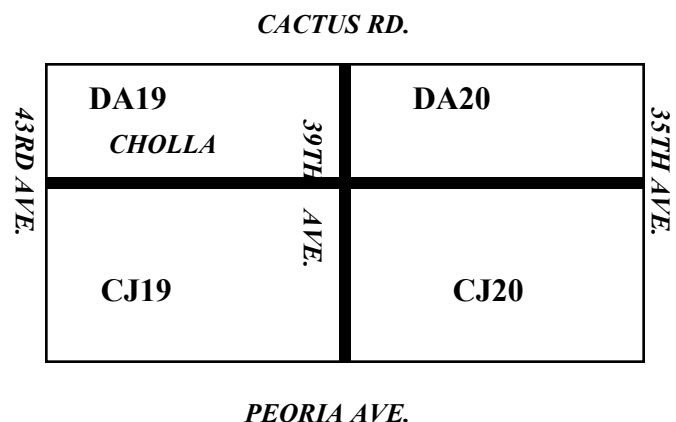 CACTUS RD.
DA19
DA20
CHOLLA
43RD AVE.
39TH AVE.
35TH AVE.
CJ19
CJ20
PEORIA AVE.